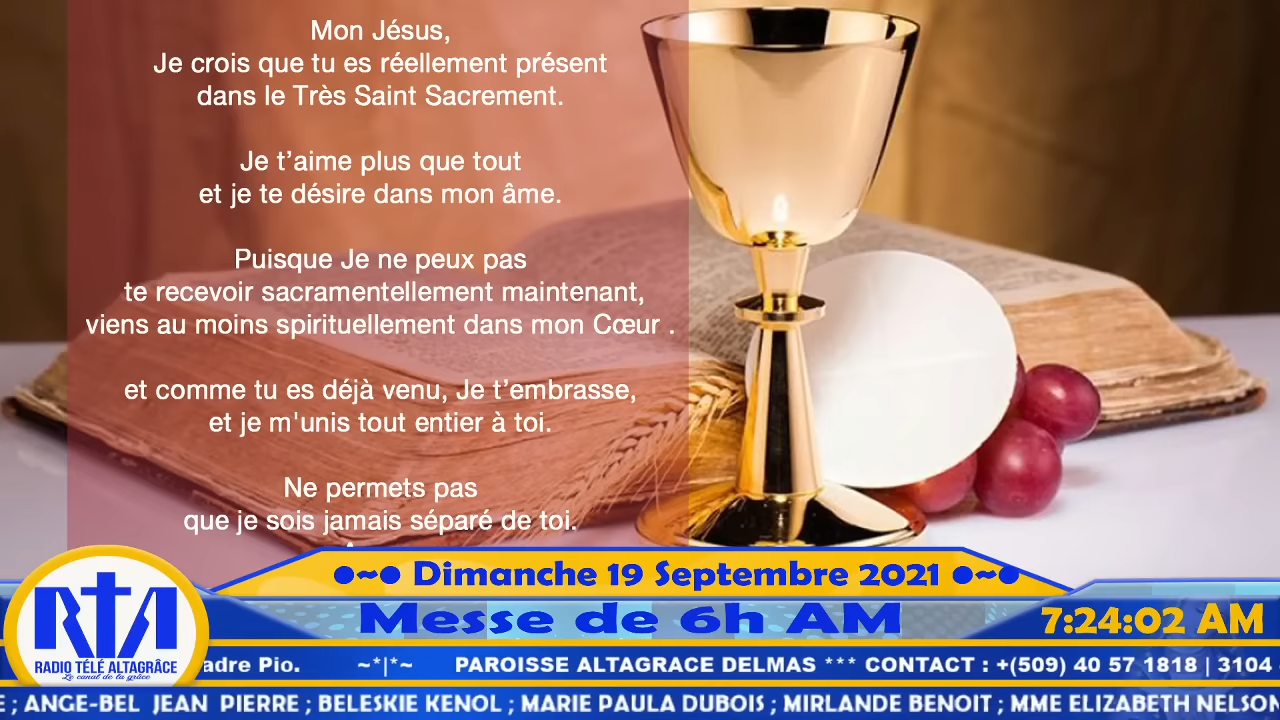 Mon Jésus,
Je crois que tu es réellement présent
dans le Très Saint Sacrement.
Je t’aime plus que tout
et je te désire dans mon âme.
Puisque Je ne peux pas
te recevoir sacramentellement maintenant,
viens au moins spirituellement dans mon Cœur .
et comme tu es déjà venu, Je t’embrasse,
et je m'unis tout entier à toi.
Ne permets pas
que je sois jamais séparé de toi.
●~● Dimanche 19 Septembre 2021 ●~●
Messe de 6h AM
7:24:02 AM
RTA
RADIO TÉLÉ ALTAGRÂCE
Le canal de la grâce
adre Pio. ~*|*~ PAROISSE ALTAGRACE DELMAS *** CONTACT : +(509) 40 57 1818 | 3104
E ; ANGE-BEL JEAN PIERRE ; BELESKIE KENOL ; MARIE PAULA DUBOIS ; MIRLANDE BENOIT ; MME ELIZABETH NELSON